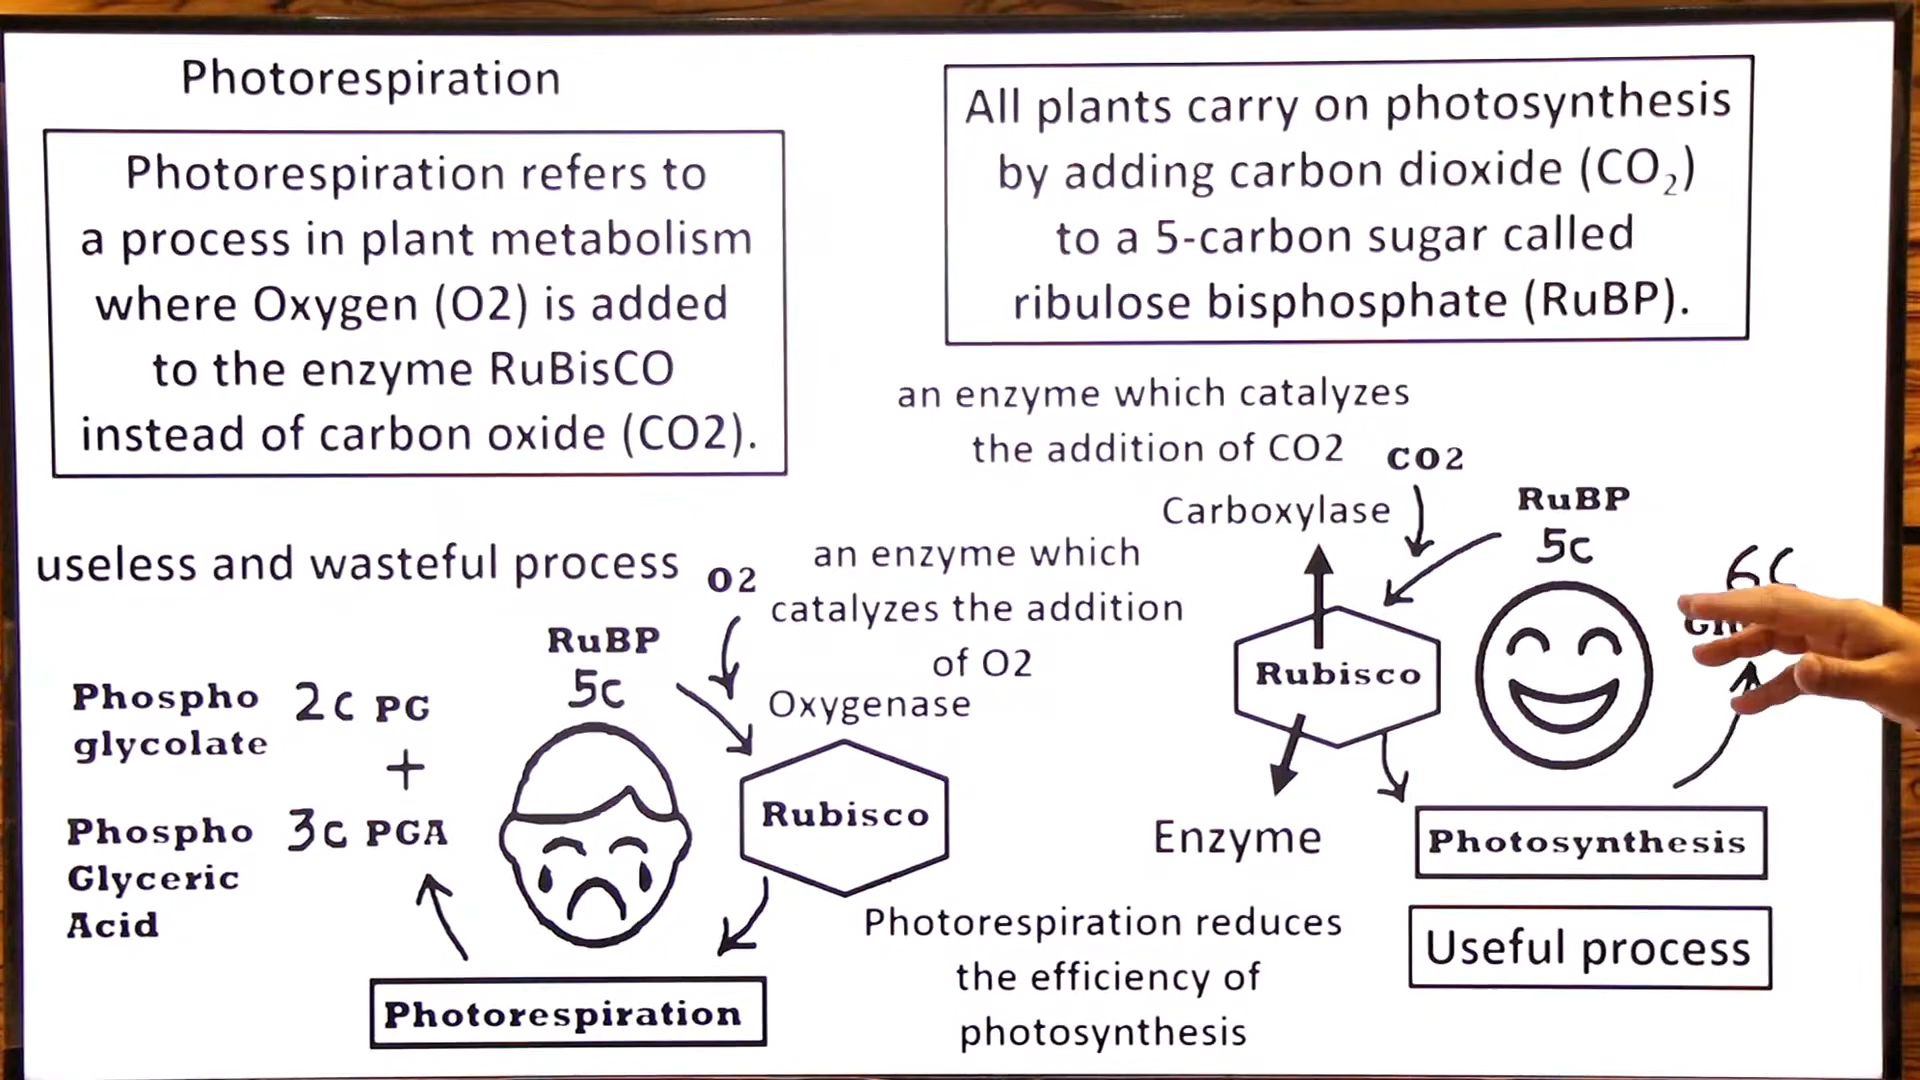 Photorespiration
Photorespiration refers to
a process in plant metabolism
where Oxygen (O2) is added
to the enzyme RuBisCO
instead of carbon oxide (CO2).
All plants carry on photosynthesis
by adding carbon dioxide (CO₂)
to a 5-carbon sugar called
ribulose bisphosphate (RuBP).
an enzyme which catalyzes
the addition of CO2
CO2
Carboxylase
RuBP
5c
6C
Rubisco
Enzyme
Photosynthesis
Useful process
useless and wasteful process
O2
an enzyme which
catalyzes the addition
of O2
Oxygenase
RuBP
5c
Rubisco
Phospho
glycolate
2c PG
+
Phospho
Glyceric
Acid
3c PGA
Photorespiration
Photorespiration reduces
the efficiency of
photosynthesis